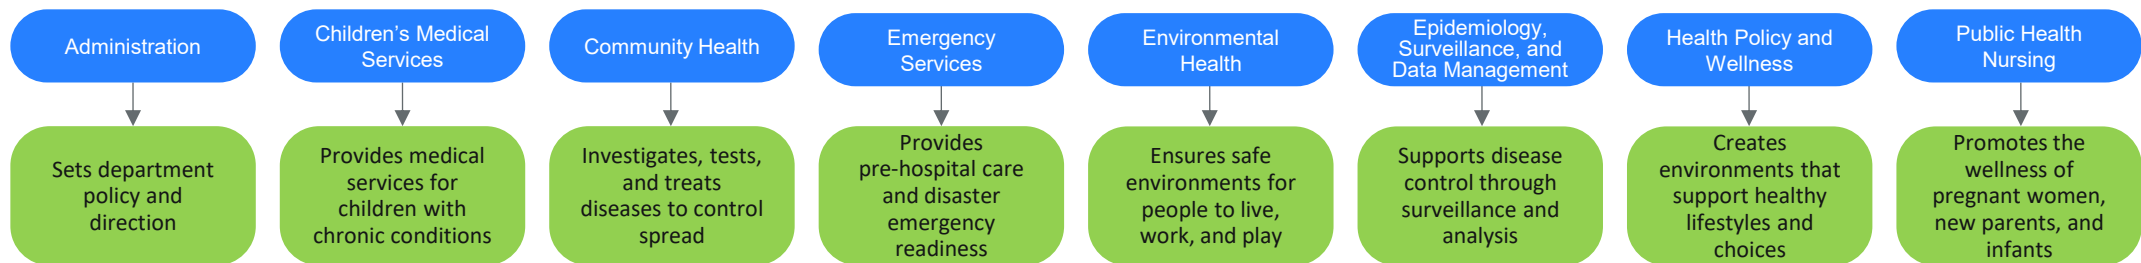 Administration
Children’s Medical
Services
Community Health
Emergency
Services
Environmental
Health
Epidemiology,
Surveillance, and
Data Management
Health Policy and
Wellness
Public Health
Nursing
Sets department
policy and
direction
Provides medical
services for
children with
chronic conditions
Investigates, tests,
and treats
diseases to control
spread
Provides
pre-hospital care
and disaster
emergency
readiness
Ensures safe
environments for
people to live,
work, and play
Supports disease
control through
surveillance and
analysis
Creates
environments that
support healthy
lifestyles and
choices
Promotes the
wellness of
pregnant women,
new parents, and
infants